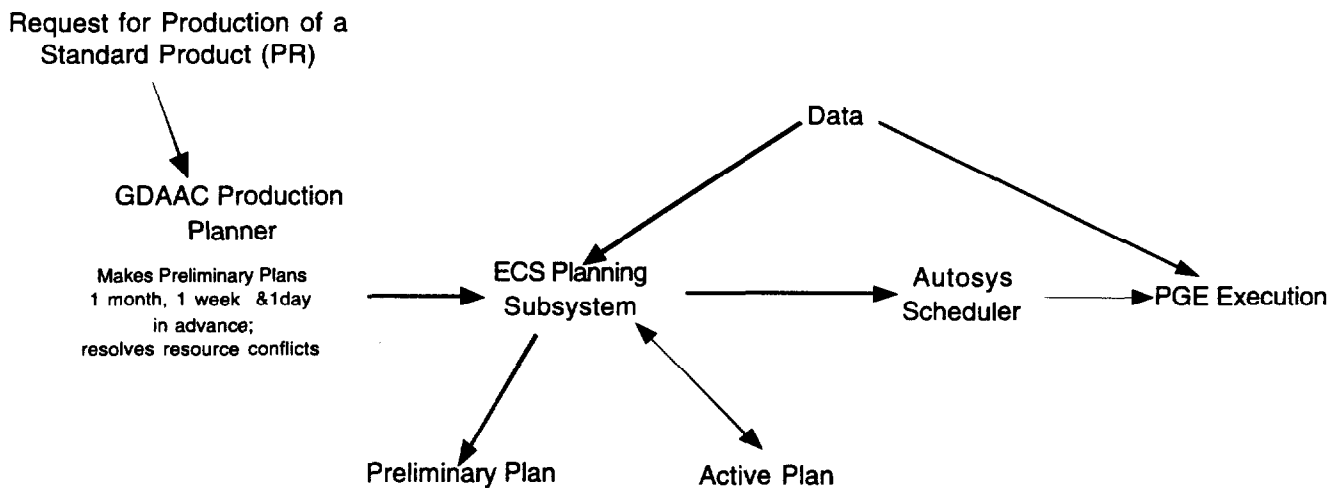 Request for Production of a
Standard Product (PR)
Data
GDAAC Production
Planner
Makes Preliminary Plans
1 month, 1 week &1day
in advance;
resolves resource conflicts
ECS Planning
Subsystem
Autosys
Scheduler
PGE Execution
Preliminary Plan
Active Plan